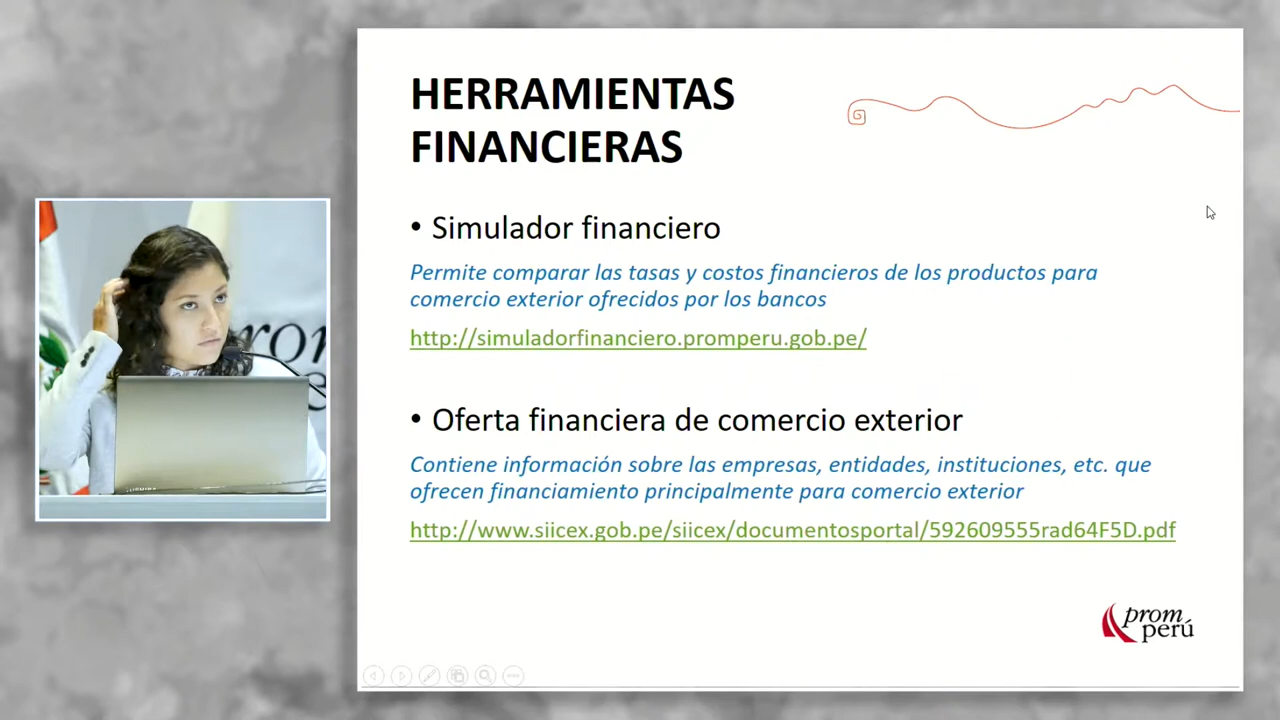 HERRAMIENTAS
FINANCIERAS
• Simulador financiero
Permite comparar las tasas y costos financieros de los productos para
comercio exterior ofrecidos por los bancos
http://simuladorfinanciero.promperu.gob.pe/
• Oferta financiera de comercio exterior
Contiene información sobre las empresas, entidades, instituciones, etc. que
ofrecen financiamiento principalmente para comercio exterior
http://www.siicex.gob.pe/siicex/documentosportal/592609555rad64F5D.pdf
prom
perú